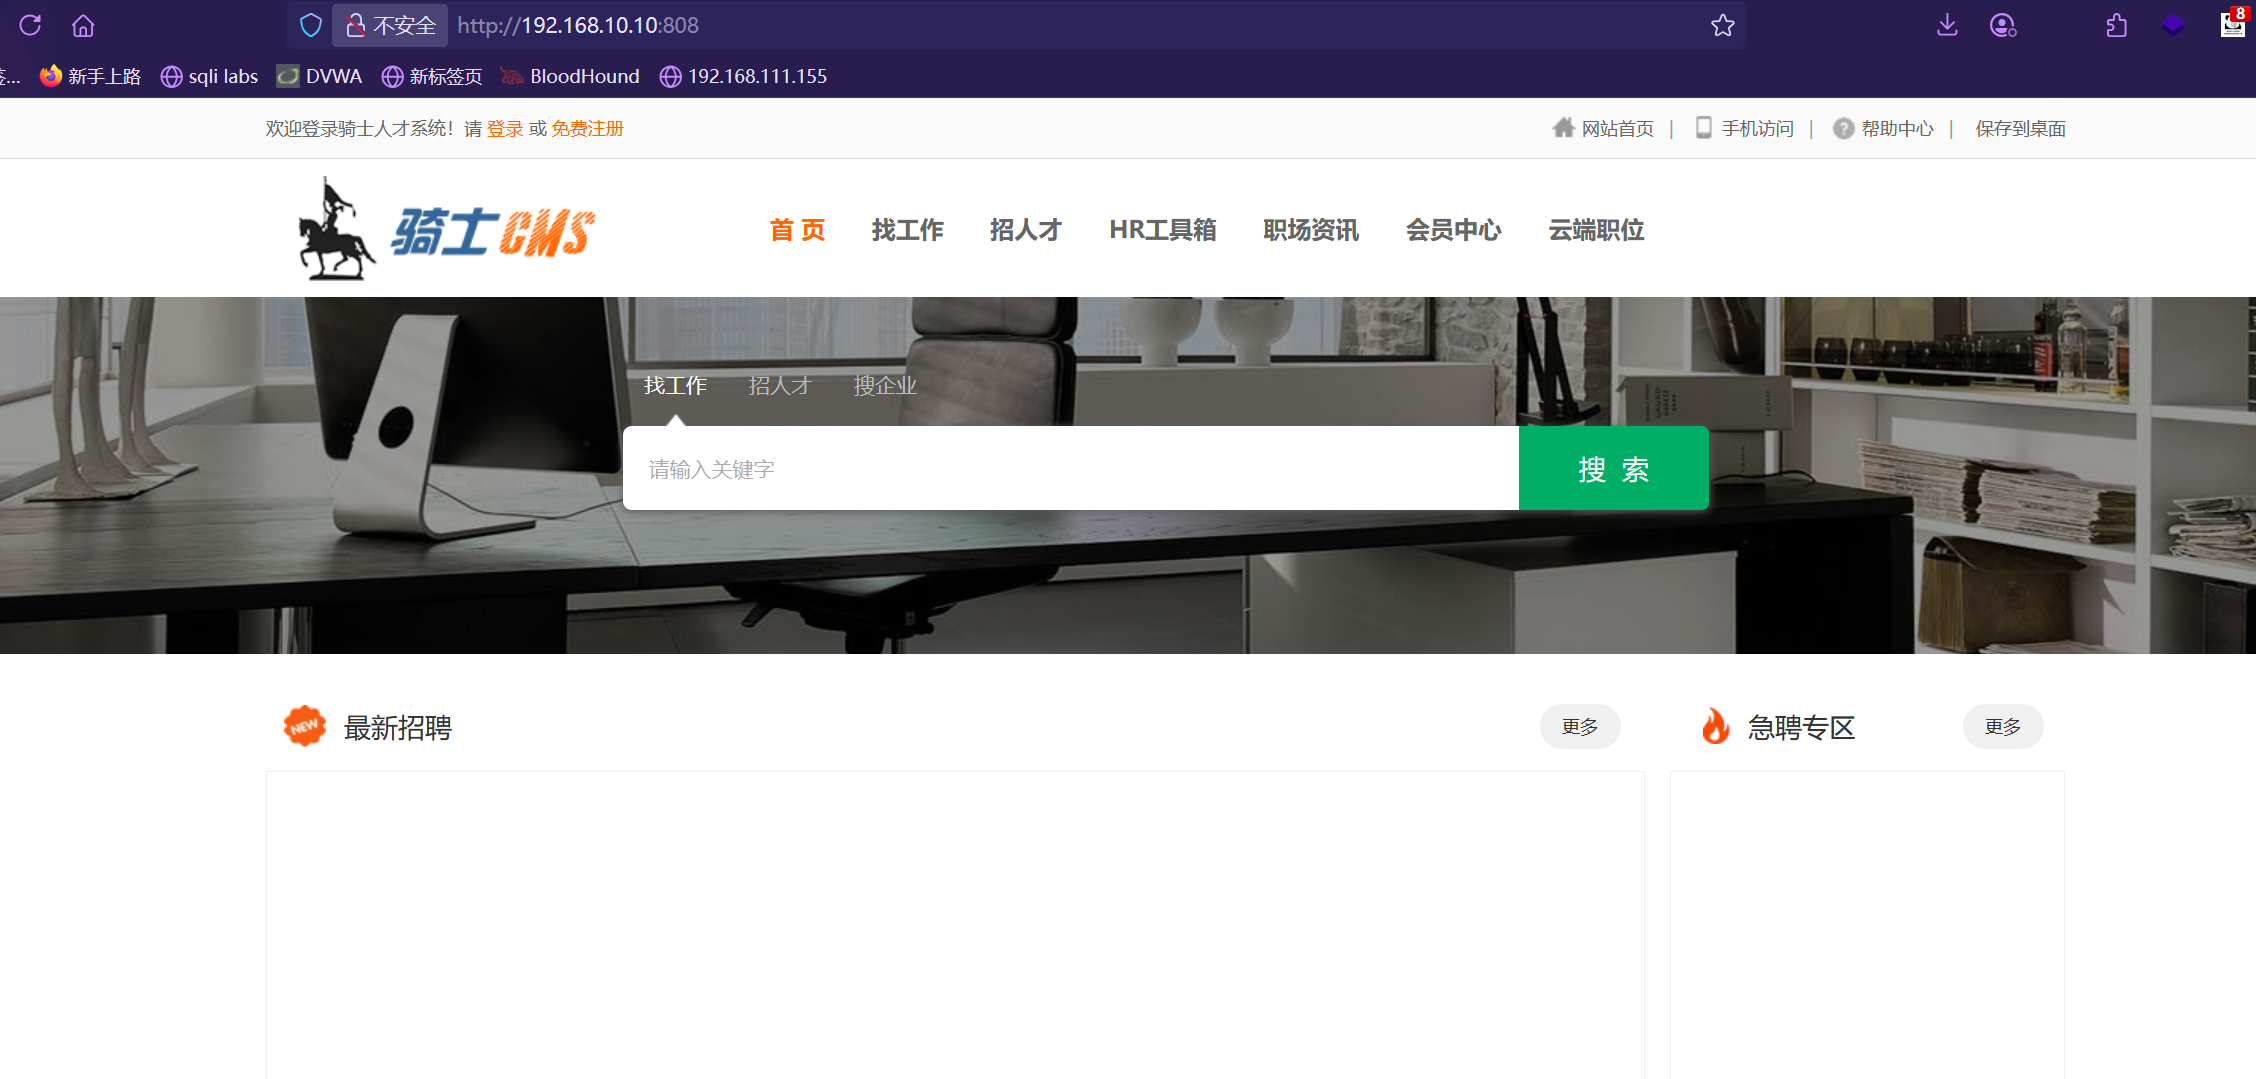 不安全 http://192.168.10.10:808
8
签... 新手上路 sqli labs DVWA 新标签页 BloodHound 192.168.111.155
欢迎登录骑士人才系统！请 登录 或 免费注册
网站首页 | 手机访问 | 帮助中心 | 保存到桌面
骑士CMS
首 页 找工作 招人才 HR工具箱 职场资讯 会员中心 云端职位
找工作 招人才 搜企业
请输入关键字
搜 索
NEW 最新招聘 更多
急聘专区 更多